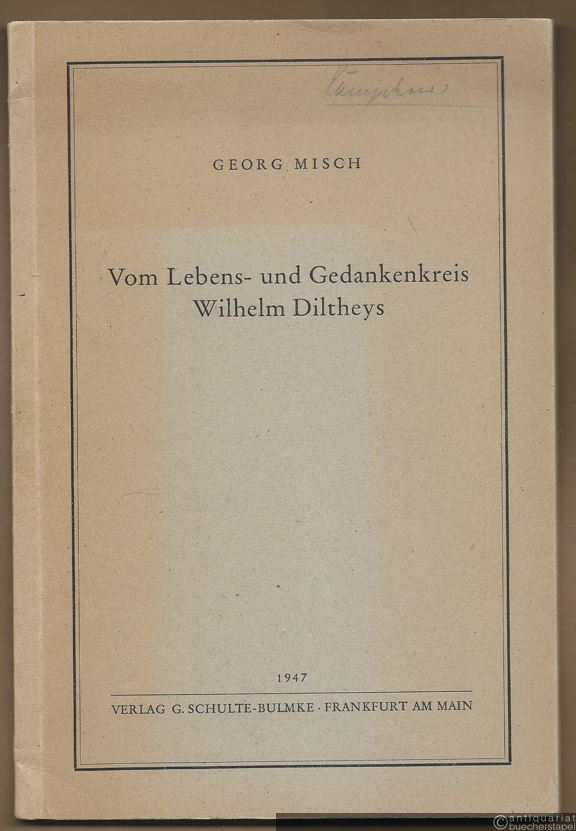 GEORG MISCH
Vom Lebens- und Gedankenkreis
Wilhelm Diltheys
1947
VERLAG G. SCHULTE-BULMKE · FRANKFURT AM MAIN
antiquariat
buecherstapel